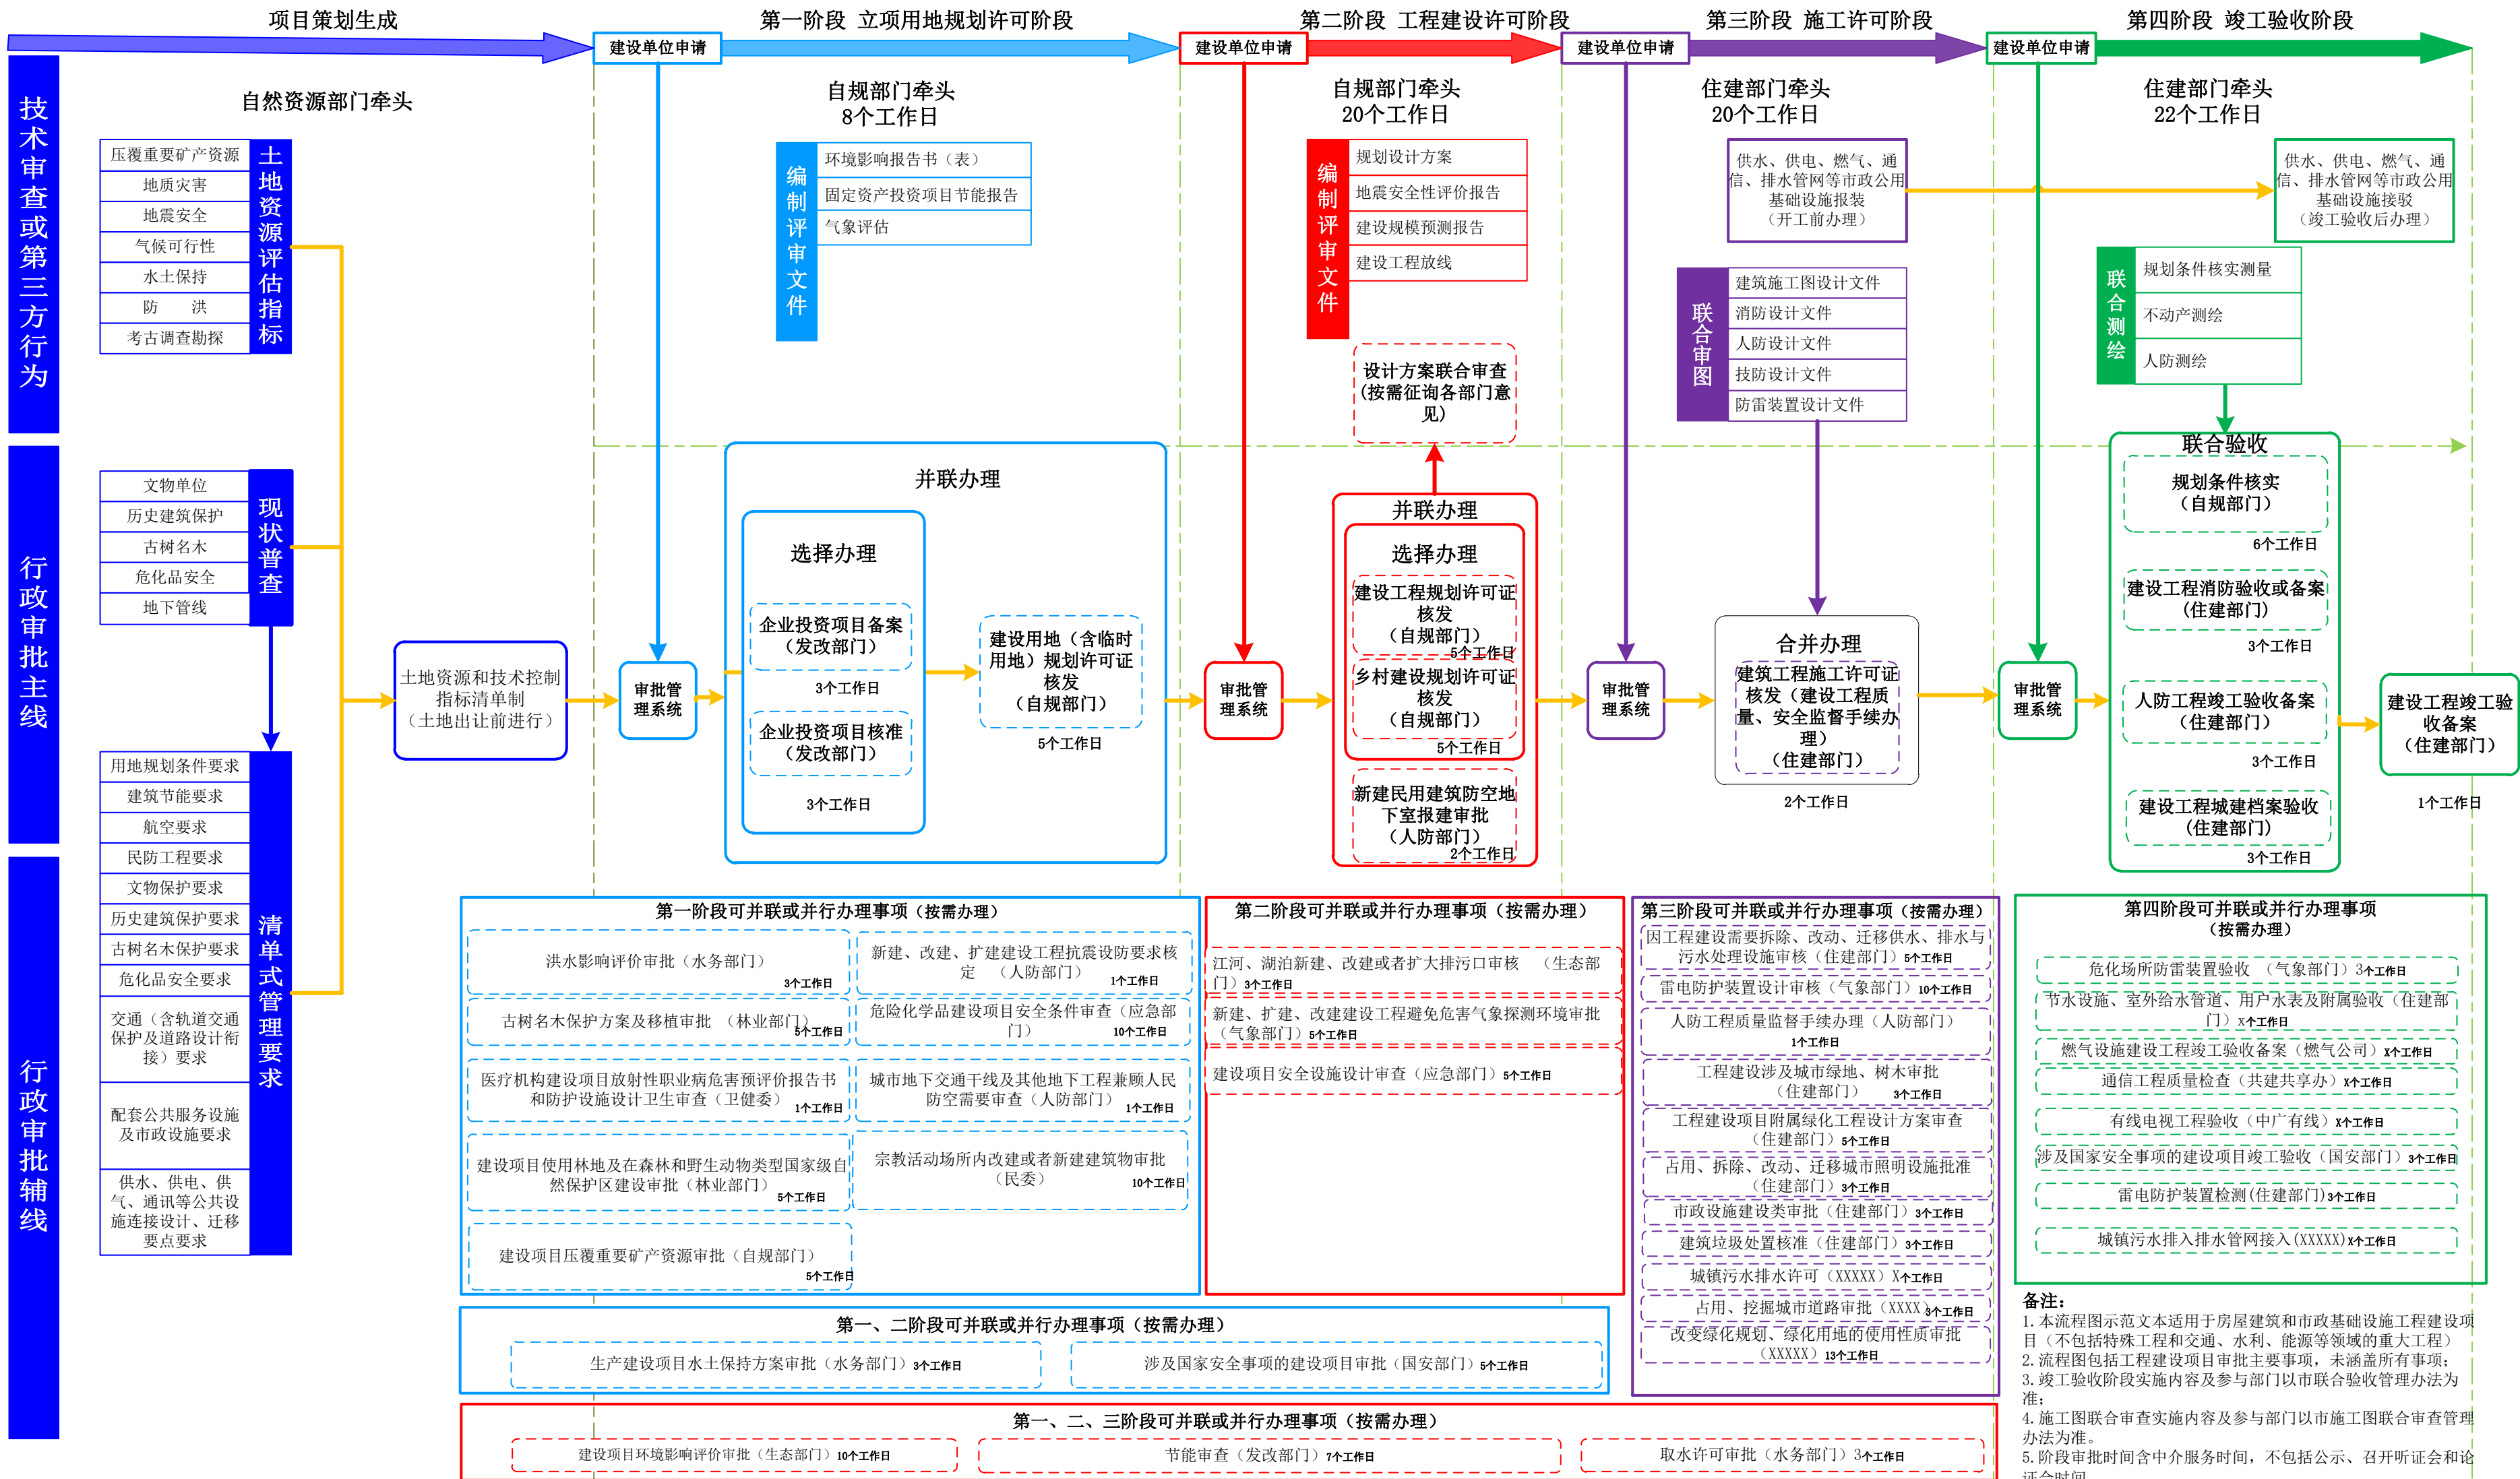 项目策划生成
第一阶段 立项用地规划许可阶段
第二阶段 工程建设许可阶段
第三阶段 施工许可阶段
第四阶段 竣工验收阶段
建设单位申请
建设单位申请
建设单位申请
建设单位申请
技术审查或第三方行为
行政审批主线
行政审批辅线
自然资源部门牵头
压覆重要矿产资源
地质灾害
地震安全
气候可行性
水土保持
防 洪
考古调查勘探
土地资源评估指标
文物单位
历史建筑保护
古树名木
危化品安全
地下管线
现状普查
用地规划条件要求
建筑节能要求
航空要求
民防工程要求
文物保护要求
历史建筑保护要求
古树名木保护要求
危化品安全要求
交通（含轨道交通
保护及道路设计衔
接）要求
配套公共服务设施
及市政设施要求
供水、供电、供
气、通讯等公共设
施连接设计、迁移
要点要求
清单式管理要求
土地资源和技术控制
指标清单制
（土地出让前进行）
自规部门牵头
8个工作日
编制评审文件
环境影响报告书（表）
固定资产投资项目节能报告
气象评估
审批管
理系统
并联办理
选择办理
企业投资项目备案
（发改部门）
3个工作日
企业投资项目核准
（发改部门）
3个工作日
建设用地（含临时
用地）规划许可证
核发
（自规部门）
5个工作日
自规部门牵头
20个工作日
编制评审文件
规划设计方案
地震安全性评价报告
建设规模预测报告
建设工程放线
设计方案联合审查
(按需征询各部门意
见)
审批管
理系统
并联办理
选择办理
建设工程规划许可证
核发
（自规部门）
5个工作日
乡村建设规划许可证
核发
（自规部门）
5个工作日
新建民用建筑防空地
下室报建审批
（人防部门）
2个工作日
住建部门牵头
20个工作日
供水、供电、燃气、通
信、排水管网等市政公用
基础设施报装
（开工前办理）
联合审图
建筑施工图设计文件
消防设计文件
人防设计文件
技防设计文件
防雷装置设计文件
审批管
理系统
合并办理
建筑工程施工许可证
核发（建设工程质
量、安全监督手续办
理）
（住建部门）
2个工作日
住建部门牵头
22个工作日
供水、供电、燃气、通
信、排水管网等市政公用
基础设施接驳
（竣工验收后办理）
联合测绘
规划条件核实测量
不动产测绘
人防测绘
审批管
理系统
联合验收
规划条件核实
（自规部门）
6个工作日
建设工程消防验收或备案
(住建部门)
3个工作日
人防工程竣工验收备案
（住建部门）
3个工作日
建设工程城建档案验收
(住建部门)
3个工作日
建设工程竣工验
收备案
（住建部门）
1个工作日
第一阶段可并联或并行办理事项（按需办理）
洪水影响评价审批（水务部门）
3个工作日
新建、改建、扩建建设工程抗震设防要求核
定 （人防部门）
1个工作日
古树名木保护方案及移植审批 （林业部门）
5个工作日
危险化学品建设项目安全条件审查（应急部
门）
10个工作日
医疗机构建设项目放射性职业病危害预评价报告书
和防护设施设计卫生审查（卫健委）
1个工作日
城市地下交通干线及其他地下工程兼顾人民
防空需要审查（人防部门）
1个工作日
建设项目使用林地及在森林和野生动物类型国家级自
然保护区建设审批（林业部门）
5个工作日
宗教活动场所内改建或者新建建筑物审批
（民委）
10个工作日
建设项目压覆重要矿产资源审批（自规部门）
5个工作日
第二阶段可并联或并行办理事项（按需办理）
江河、湖泊新建、改建或者扩大排污口审核 （生态部
门）3个工作日
新建、扩建、改建建设工程避免危害气象探测环境审批
（气象部门）5个工作日
建设项目安全设施设计审查（应急部门）5个工作日
第三阶段可并联或并行办理事项（按需办理）
因工程建设需要拆除、改动、迁移供水、排水与
污水处理设施审核（住建部门）5个工作日
雷电防护装置设计审核（气象部门）10个工作日
人防工程质量监督手续办理（人防部门）
1个工作日
工程建设涉及城市绿地、树木审批
（住建部门） 3个工作日
工程建设项目附属绿化工程设计方案审查
（住建部门）5个工作日
占用、拆除、改动、迁移城市照明设施批准
（住建部门）3个工作日
市政设施建设类审批（住建部门）3个工作日
建筑垃圾处置核准（住建部门）3个工作日
城镇污水排水许可（XXXXX）X个工作日
占用、挖掘城市道路审批（XXXX）3个工作日
改变绿化规划、绿化用地的使用性质审批
（XXXXX）13个工作日
第四阶段可并联或并行办理事项
（按需办理）
危化场所防雷装置验收 （气象部门）3个工作日
节水设施、室外给水管道、用户水表及附属验收（住建部
门）X个工作日
燃气设施建设工程竣工验收备案（燃气公司）X个工作日
通信工程质量检查（共建共享办）X个工作日
有线电视工程验收（中广有线）X个工作日
涉及国家安全事项的建设项目竣工验收（国安部门）3个工作日
雷电防护装置检测(住建部门)3个工作日
城镇污水排入排水管网接入(XXXXX)X个工作日
第一、二阶段可并联或并行办理事项（按需办理）
生产建设项目水土保持方案审批（水务部门）3个工作日
涉及国家安全事项的建设项目审批（国安部门）5个工作日
第一、二、三阶段可并联或并行办理事项（按需办理）
建设项目环境影响评价审批（生态部门）10个工作日
节能审查（发改部门）7个工作日
取水许可审批（水务部门）3个工作日
备注：
1.本流程图示范文本适用于房屋建筑和市政基础设施工程建设项
目（不包括特殊工程和交通、水利、能源等领域的重大工程）
2.流程图包括工程建设项目审批主要事项，未涵盖所有事项；
3.竣工验收阶段实施内容及参与部门以市联合验收管理办法为
准；
4.施工图联合审查实施内容及参与部门以市施工图联合审查管理
办法为准。
5.阶段审批时间含中介服务时间，不包括公示、召开听证会和论
证会时间